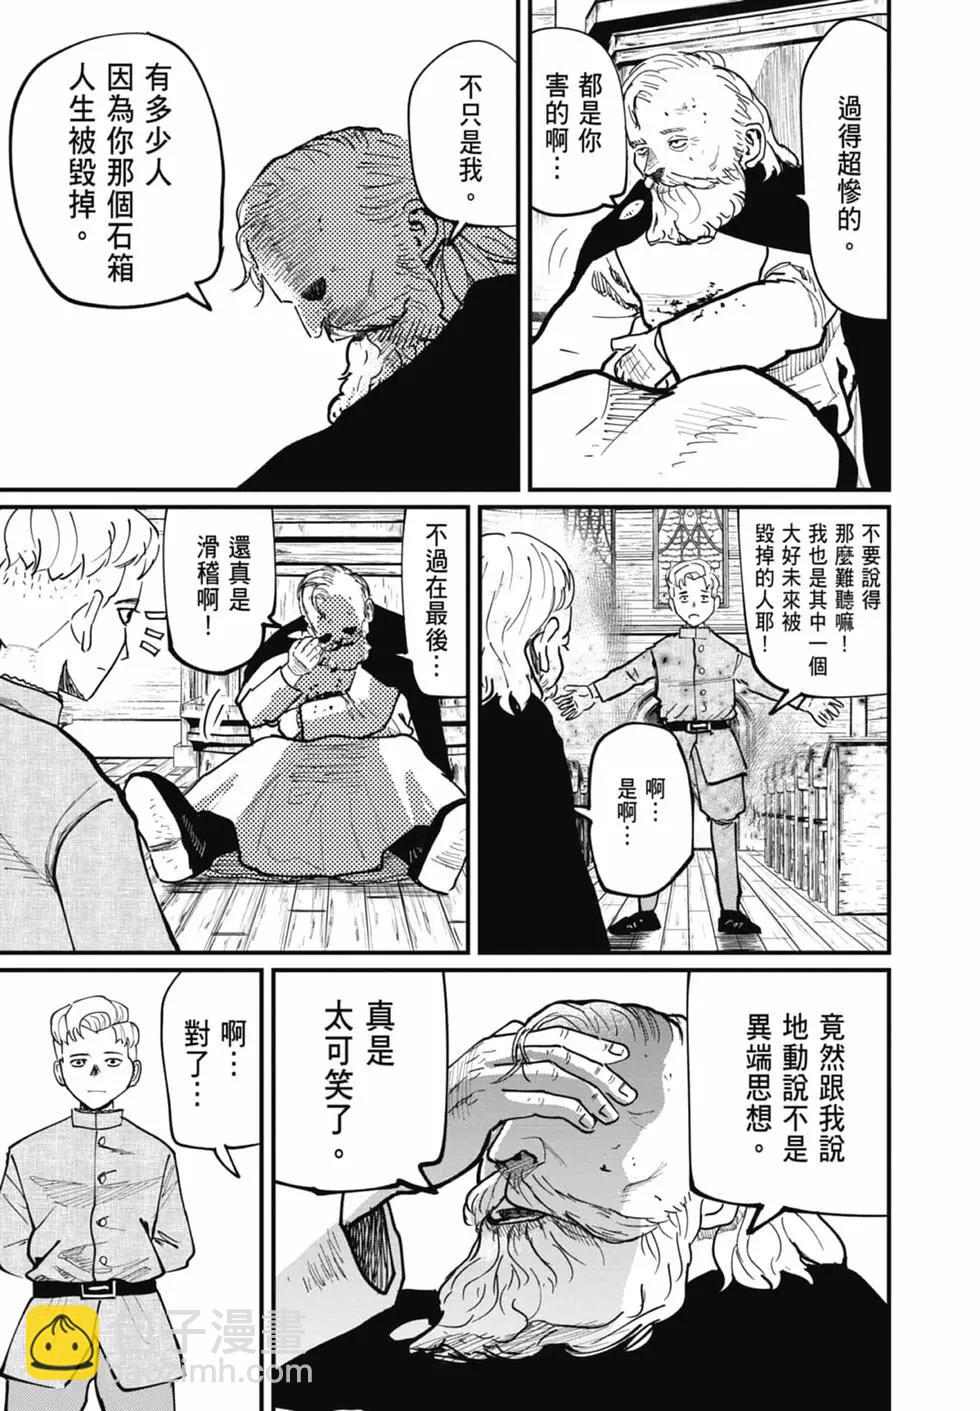 過得超慘的。
都是你
害的啊…
不只是我。
有多少人
因為你那個石箱
人生被毀掉。
不要說得
那麼難聽嘛！
我也是其中一個
大好未來被
毀掉的人耶！
啊…
是啊…
不過在最後…
還真是
滑稽啊！
竟然跟我說
地動說不是
異端思想。
真是
太可笑了。
啊…
對了…
包子漫畫
baozimh.com